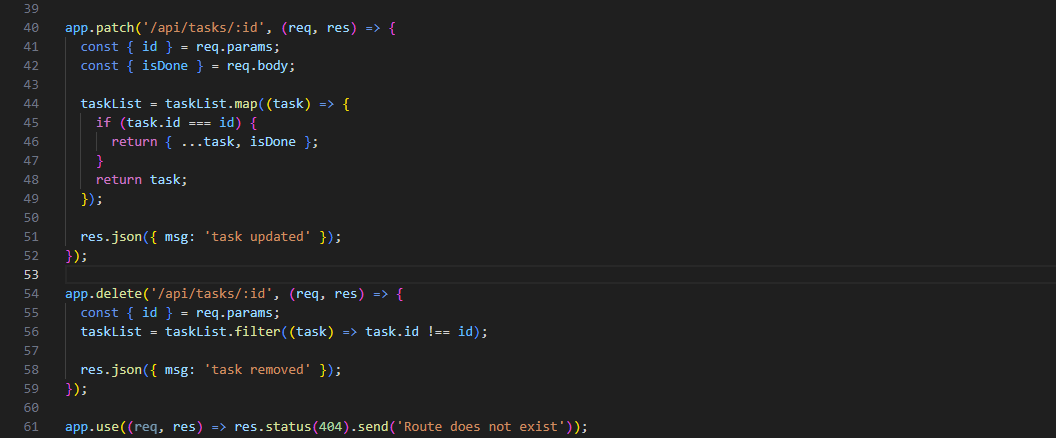 39
40 app.patch('/api/tasks/:id', (req, res) => {
41   const { id } = req.params;
42   const { isDone } = req.body;
43
44   taskList = taskList.map((task) => {
45     if (task.id === id) {
46       return { ...task, isDone };
47     }
48     return task;
49   });
50
51   res.json({ msg: 'task updated' });
52 });
53
54 app.delete('/api/tasks/:id', (req, res) => {
55   const { id } = req.params;
56   taskList = taskList.filter((task) => task.id !== id);
57
58   res.json({ msg: 'task removed' });
59 });
60
61 app.use((req, res) => res.status(404).send('Route does not exist'));